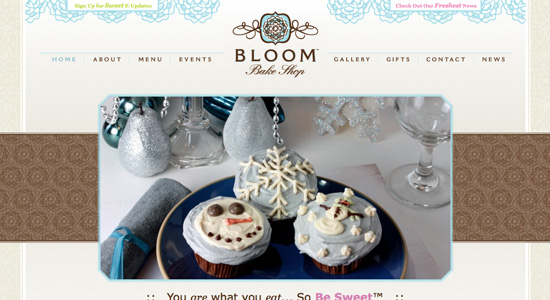 Sign Up for Sweet E-Updates
Check Out Our Freshest News
BLOOM™
Bake Shop
HOME ABOUT MENU EVENTS GALLERY GIFTS CONTACT NEWS
:: You are what you eat... So Be Sweet™ ::